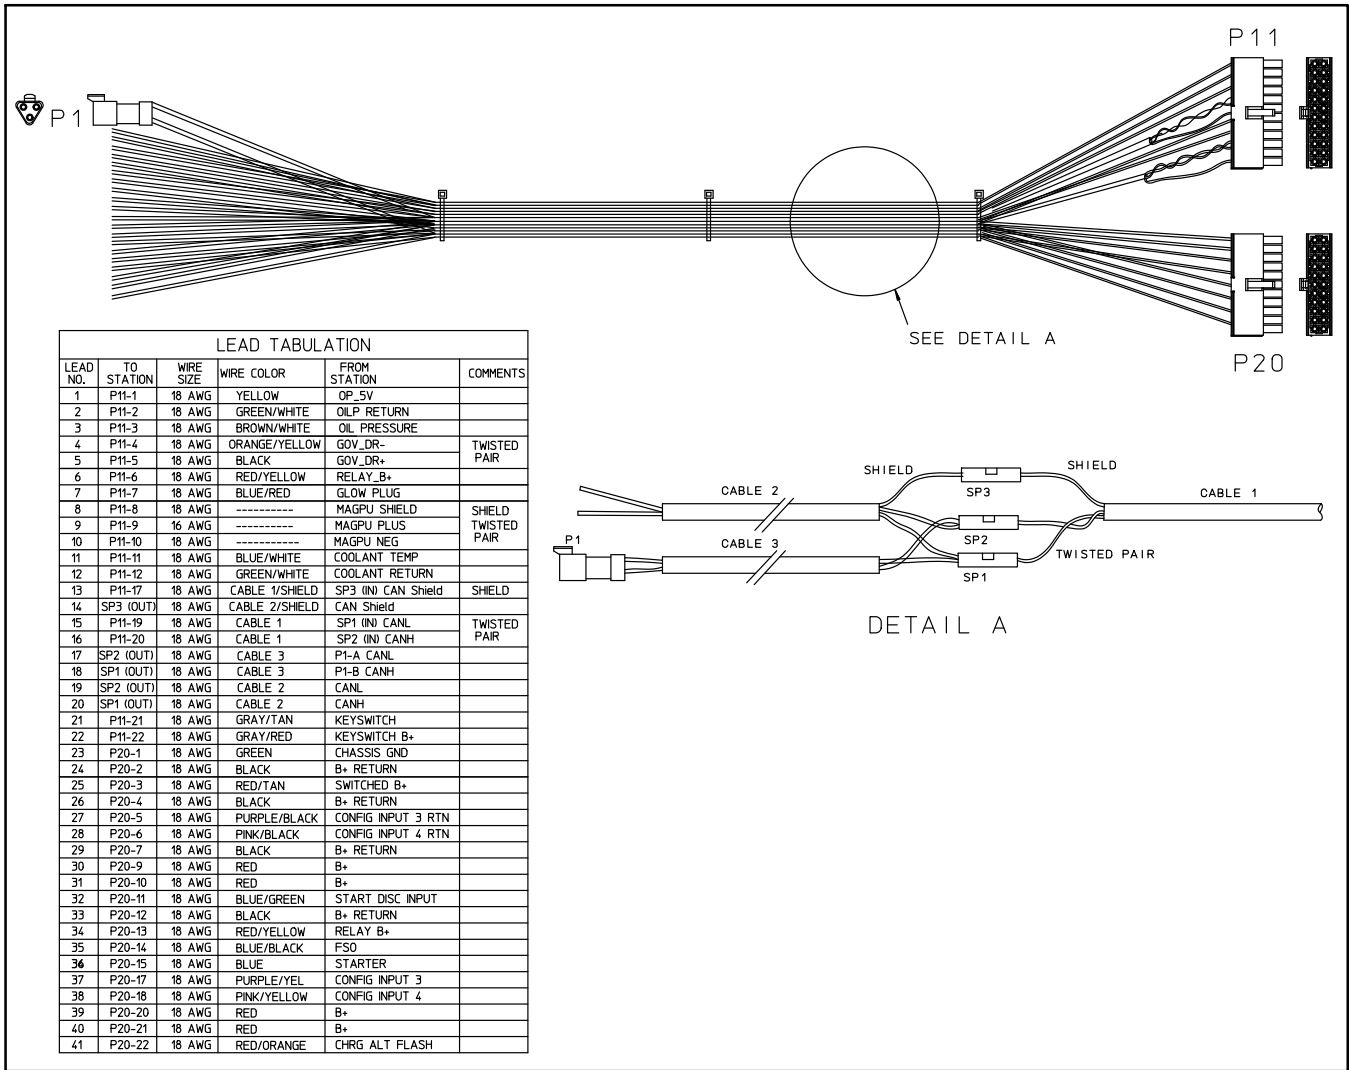 P11
P1
SEE DETAIL A
P20
LEAD TABULATION
LEAD NO. TO STATION WIRE SIZE WIRE COLOR FROM STATION COMMENTS
1 P11-1 18 AWG YELLOW OP_5V
2 P11-2 18 AWG GREEN/WHITE OILP RETURN
3 P11-3 18 AWG BROWN/WHITE OIL PRESSURE
4 P11-4 18 AWG ORANGE/YELLOW GOV_DR- TWISTED
5 P11-5 18 AWG BLACK GOV_DR+ PAIR
6 P11-6 18 AWG RED/YELLOW RELAY_B+
7 P11-7 18 AWG BLUE/RED GLOW PLUG
8 P11-8 18 AWG ---------- MAGPU SHIELD SHIELD
9 P11-9 16 AWG ---------- MAGPU PLUS TWISTED
10 P11-10 18 AWG ----------- MAGPU NEG PAIR
11 P11-11 18 AWG BLUE/WHITE COOLANT TEMP
12 P11-12 18 AWG GREEN/WHITE COOLANT RETURN
13 P11-17 18 AWG CABLE 1/SHIELD SP3 (IN) CAN Shield SHIELD
14 SP3 (OUT) 18 AWG CABLE 2/SHIELD CAN Shield
15 P11-19 18 AWG CABLE 1 SP1 (IN) CANL TWISTED
16 P11-20 18 AWG CABLE 1 SP2 (IN) CANH PAIR
17 SP2 (OUT) 18 AWG CABLE 3 P1-A CANL
18 SP1 (OUT) 18 AWG CABLE 3 P1-B CANH
19 SP2 (OUT) 18 AWG CABLE 2 CANL
20 SP1 (OUT) 18 AWG CABLE 2 CANH
21 P11-21 18 AWG GRAY/TAN KEYSWITCH
22 P11-22 18 AWG GRAY/RED KEYSWITCH B+
23 P20-1 18 AWG GREEN CHASSIS GND
24 P20-2 18 AWG BLACK B+ RETURN
25 P20-3 18 AWG RED/TAN SWITCHED B+
26 P20-4 18 AWG BLACK B+ RETURN
27 P20-5 18 AWG PURPLE/BLACK CONFIG INPUT 3 RTN
28 P20-6 18 AWG PINK/BLACK CONFIG INPUT 4 RTN
29 P20-7 18 AWG BLACK B+ RETURN
30 P20-9 18 AWG RED B+
31 P20-10 18 AWG RED B+
32 P20-11 18 AWG BLUE/GREEN START DISC INPUT
33 P20-12 18 AWG BLACK B+ RETURN
34 P20-13 18 AWG RED/YELLOW RELAY B+
35 P20-14 18 AWG BLUE/BLACK FSO
36 P20-15 18 AWG BLUE STARTER
37 P20-17 18 AWG PURPLE/YEL CONFIG INPUT 3
38 P20-18 18 AWG PINK/YELLOW CONFIG INPUT 4
39 P20-20 18 AWG RED B+
40 P20-21 18 AWG RED B+
41 P20-22 18 AWG RED/ORANGE CHRG ALT FLASH
SHIELD SHIELD
CABLE 2 SP3 CABLE 1
P1 CABLE 3 SP2
TWISTED PAIR
SP1
DETAIL A